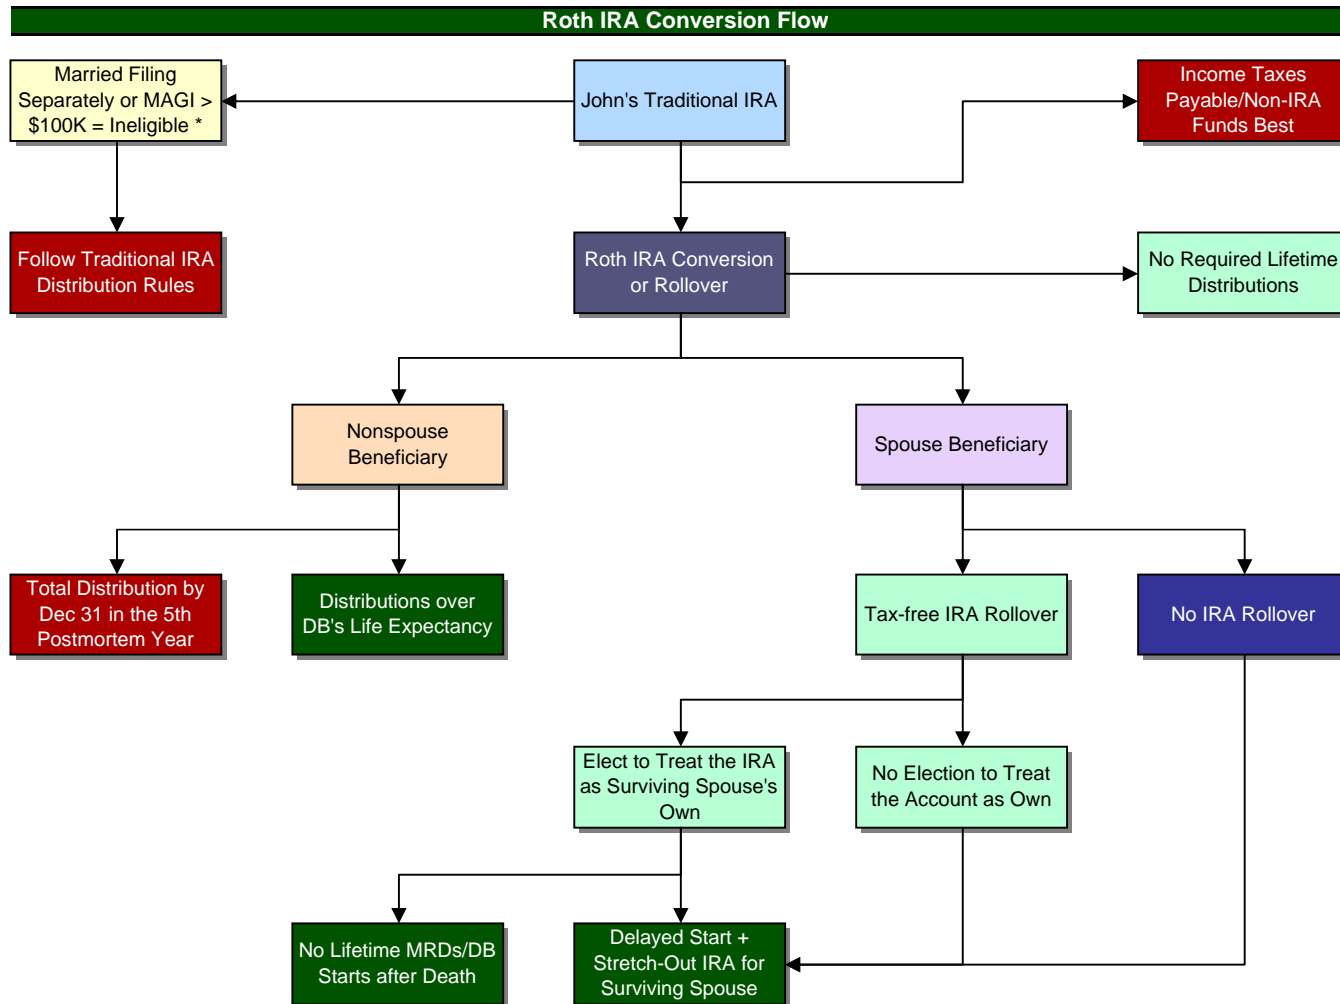 Roth IRA Conversion Flow
Married Filing
Separately or MAGI >
$100K = Ineligible *
John's Traditional IRA
Income Taxes
Payable/Non-IRA
Funds Best
Follow Traditional IRA
Distribution Rules
Roth IRA Conversion
or Rollover
No Required Lifetime
Distributions
Nonspouse
Beneficiary
Spouse Beneficiary
Total Distribution by
Dec 31 in the 5th
Postmortem Year
Distributions over
DB's Life Expectancy
Tax-free IRA Rollover
No IRA Rollover
Elect to Treat the IRA
as Surviving Spouse's
Own
No Election to Treat
the Account as Own
No Lifetime MRDs/DB
Starts after Death
Delayed Start +
Stretch-Out IRA for
Surviving Spouse